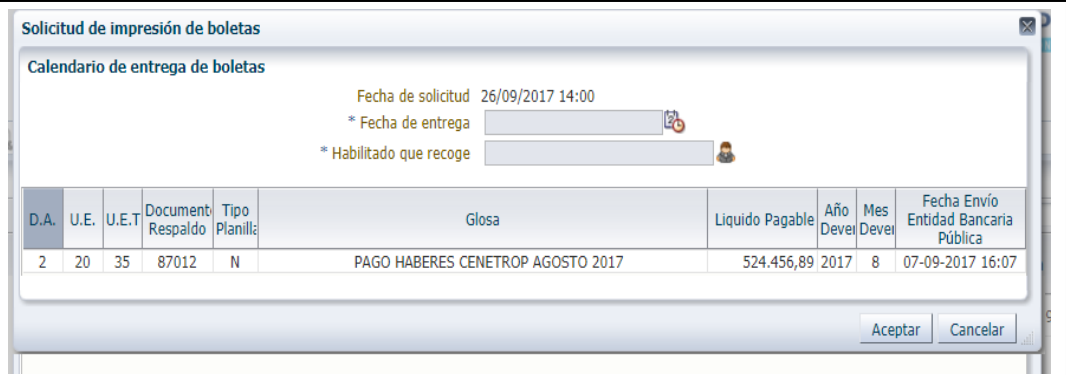 Solicitud de impresión de boletas
Calendario de entrega de boletas
Fecha de solicitud 26/09/2017 14:00
* Fecha de entrega
* Habilitado que recoge
D.A. U.E. U.E.T Document Respaldo Tipo Planilla Glosa Liquido Pagable Año Dever Mes Dever Fecha Envío Entidad Bancaria Pública
2 20 35 87012 N PAGO HABERES CENETROP AGOSTO 2017 524.456,89 2017 8 07-09-2017 16:07
Aceptar Cancelar